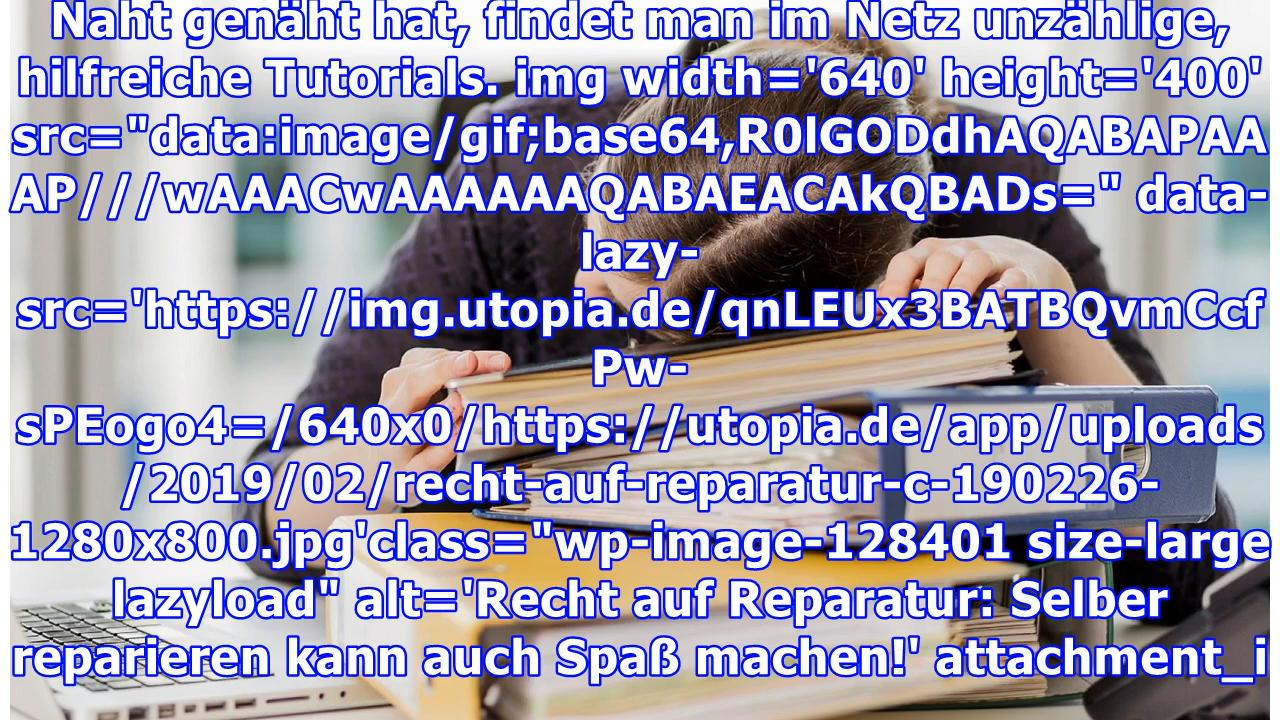 Naht genäht hat, findet man im Netz unzählige,
hilfreiche Tutorials. img width='640' height='400'
src="data:image/gif;base64,R0lGODdhAQABAPAA
AP///wAAACwAAAAAAQABAEACAkQBADs=" data-
lazy-
src='https://img.utopia.de/qnLEUx3BATBQvmCcf
Pw-
sPEogo4=/640x0/https://utopia.de/app/uploads
/2019/02/recht-auf-reparatur-c-190226-
1280x800.jpg'class="wp-image-128401 size-large
lazyload" alt='Recht auf Reparatur: Selber
reparieren kann auch Spaß machen!' attachment_i